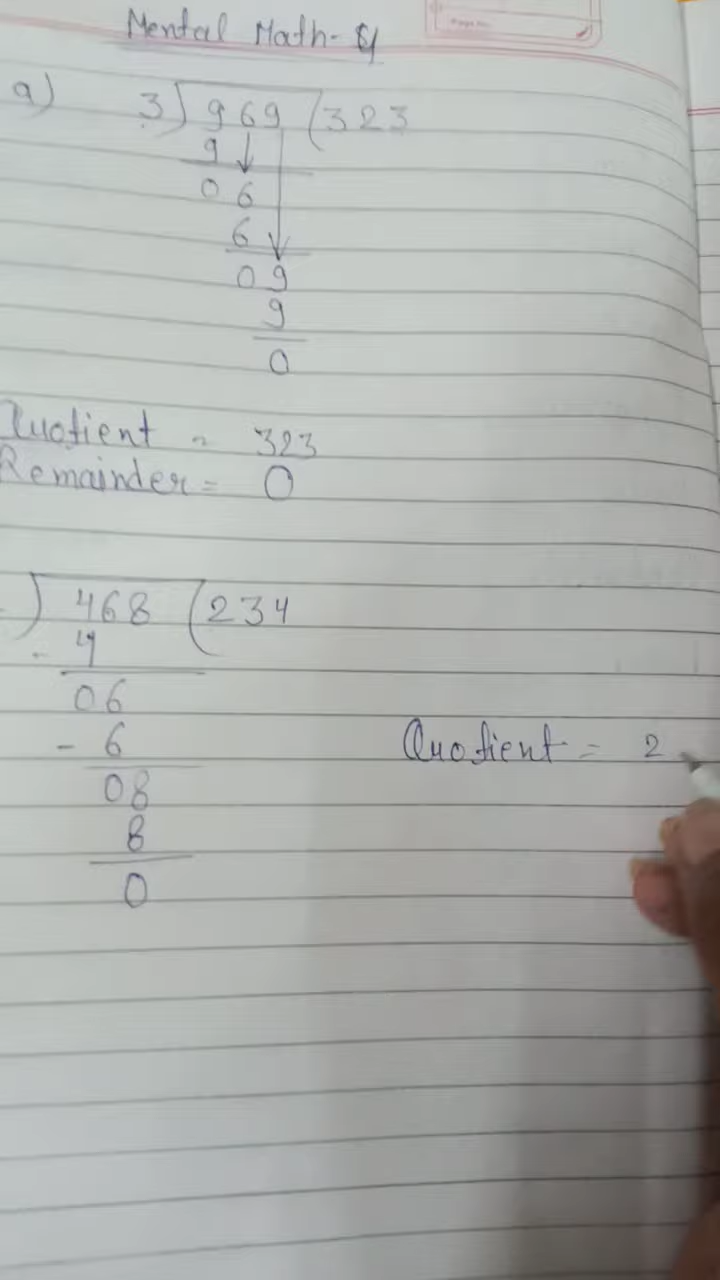 Mental Math-
a) 3) 969 (323
9
06
6
09
9
0
Quotient = 323
Remainder = 0
) 468 (234
- 4
06
- 6
08
8
0
Quotient = 2